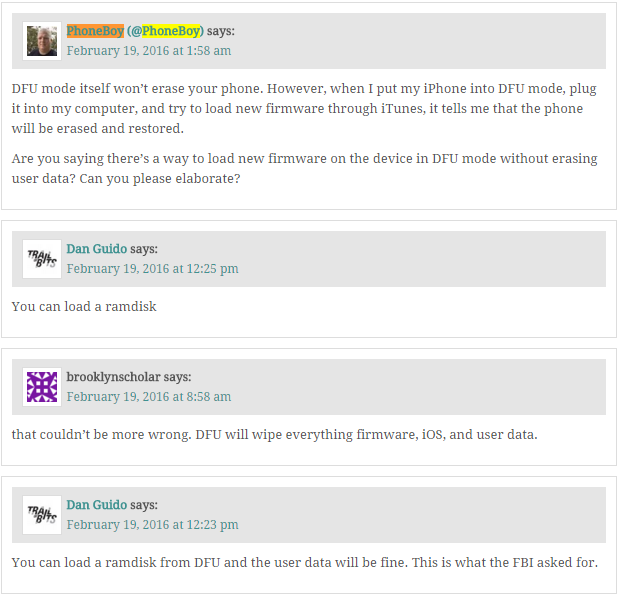 PhoneBoy (@PhoneBoy) says:
February 19, 2016 at 1:58 am
DFU mode itself won’t erase your phone. However, when I put my iPhone into DFU mode, plug
it into my computer, and try to load new firmware through iTunes, it tells me that the phone
will be erased and restored.
Are you saying there’s a way to load new firmware on the device in DFU mode without erasing
user data? Can you please elaborate?
TRAIL
OF BITS
Dan Guido says:
February 19, 2016 at 12:25 pm
You can load a ramdisk
brooklynscholar says:
February 19, 2016 at 8:58 am
that couldn’t be more wrong. DFU will wipe everything firmware, iOS, and user data.
TRAIL
OF BITS
Dan Guido says:
February 19, 2016 at 12:23 pm
You can load a ramdisk from DFU and the user data will be fine. This is what the FBI asked for.